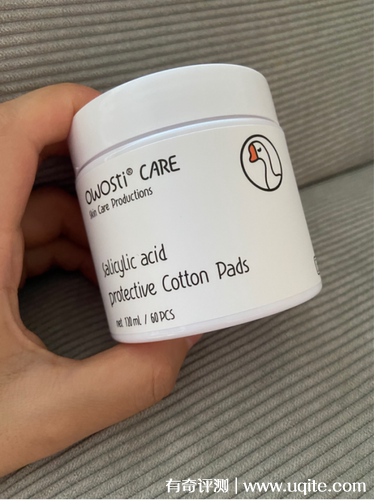 OWOSTi® CARE
Skin Care Productions
Salicylic acid
protective Cotton Pads
net 130 mL / 60 PCS
有奇评测 | www.uqite.com